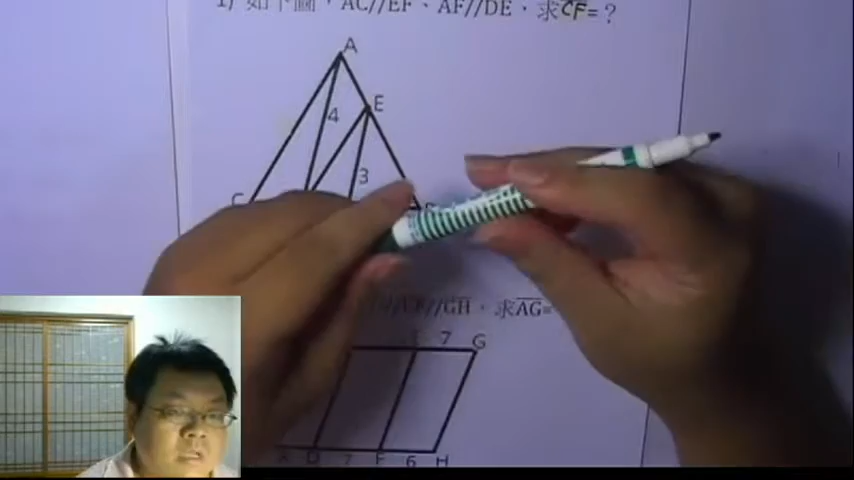 1) 如下圖，AC//EF、AF//DE，求CF=？
A
E
4
3
C
//GH，求AG=
7 G
A D 7 F 6 H